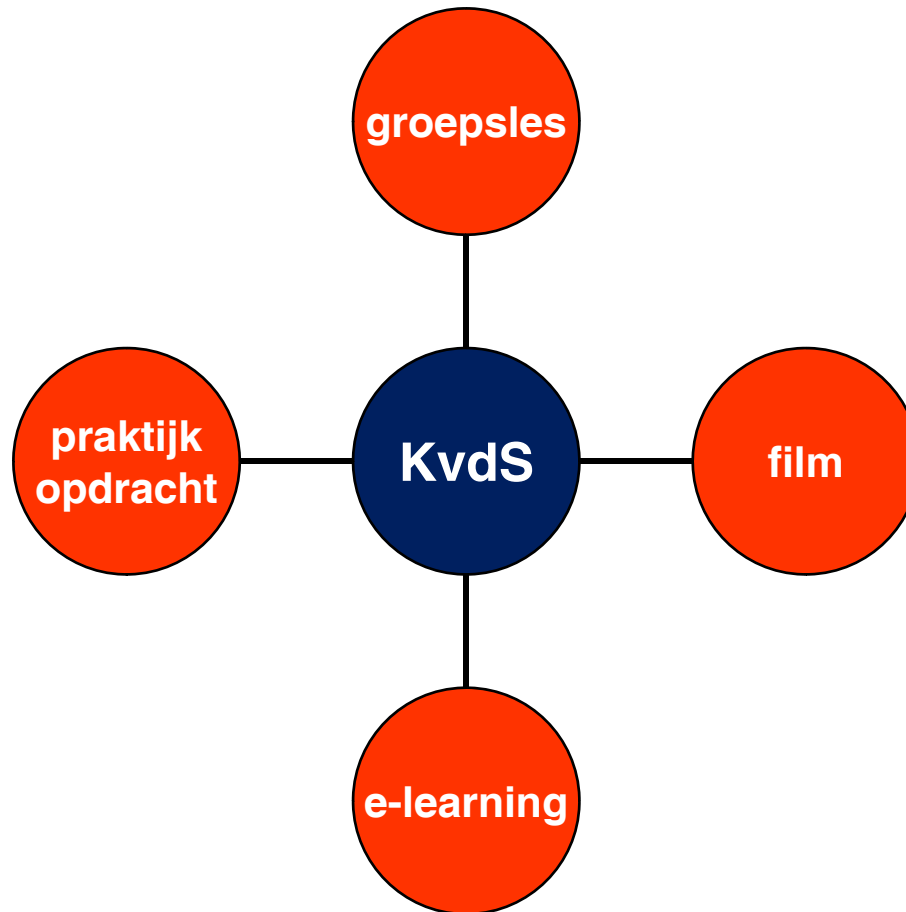 groepsles
praktijk
opdracht
KvdS
film
e-learning